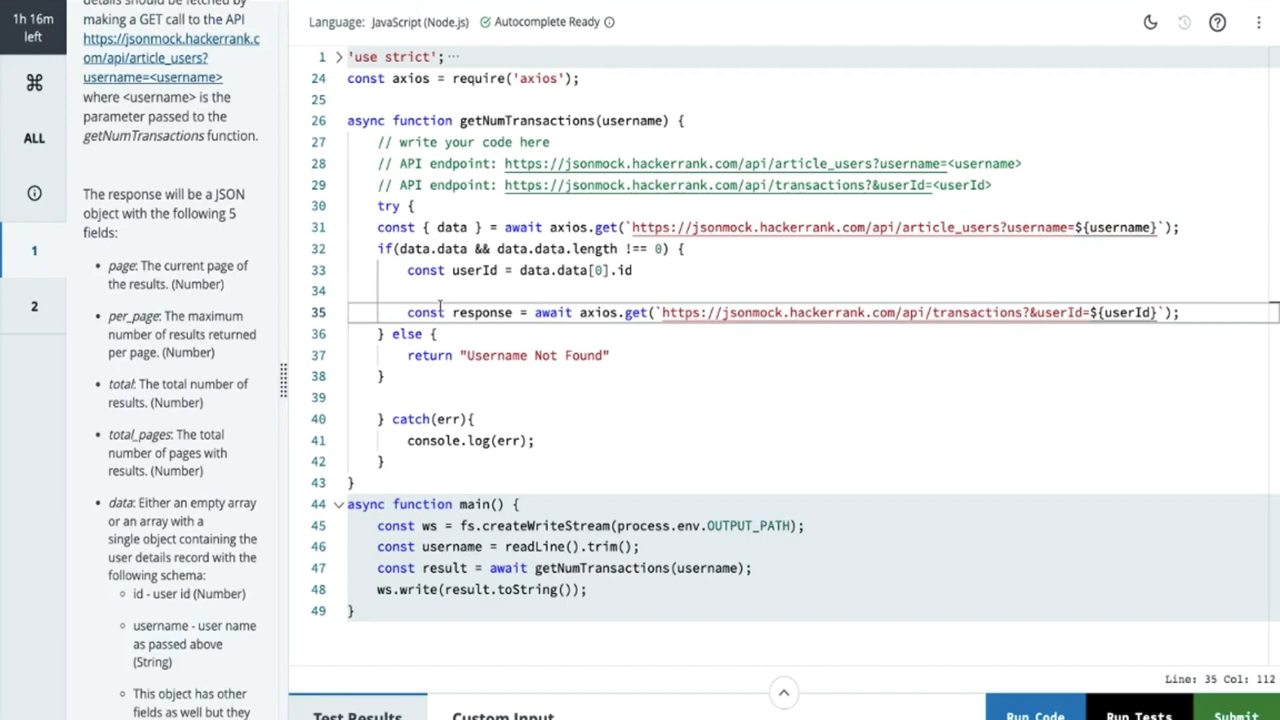 1h 16m
left
ALL
1
2
details should be fetched by
making a GET call to the API
https://jsonmock.hackerrank.c
om/api/article_users?
username=<username>
where <username> is the
parameter passed to the
getNumTransactions function.
The response will be a JSON
object with the following 5
fields:
• page: The current page of
the results. (Number)
• per_page: The maximum
number of results returned
per page. (Number)
• total: The total number of
results. (Number)
• total_pages: The total
number of pages with
results. (Number)
• data: Either an empty array
or an array with a
single object containing the
user details record with the
following schema:
○ id - user id (Number)
○ username - user name
as passed above
(String)
○ This object has other
fields as well but they
Language: JavaScript (Node.js) Autocomplete Ready
1 'use strict'; ···
24 const axios = require('axios');
25
26 async function getNumTransactions(username) {
27 // write your code here
28 // API endpoint: https://jsonmock.hackerrank.com/api/article_users?username=<username>
29 // API endpoint: https://jsonmock.hackerrank.com/api/transactions?&userId=<userId>
30 try {
31 const { data } = await axios.get(`https://jsonmock.hackerrank.com/api/article_users?username=${username}`);
32 if(data.data && data.data.length !== 0) {
33 const userId = data.data[0].id
34
35 const response = await axios.get(`https://jsonmock.hackerrank.com/api/transactions?&userId=${userId}`);
36 } else {
37 return "Username Not Found"
38 }
39
40 } catch(err){
41 console.log(err);
42 }
43 }
44 async function main() {
45 const ws = fs.createWriteStream(process.env.OUTPUT_PATH);
46 const username = readLine().trim();
47 const result = await getNumTransactions(username);
48 ws.write(result.toString());
49 }
Line: 35 Col: 112
Test Results Custom Input Run Code Run Tests Submit